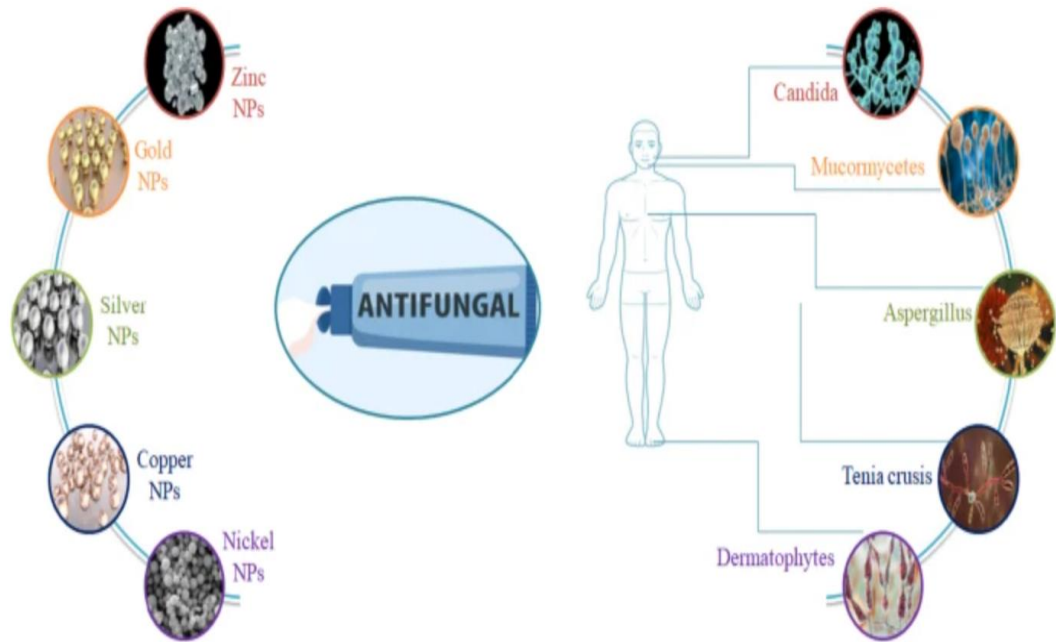 Zinc
NPs
Gold
NPs
Silver
NPs
Copper
NPs
Nickel
NPs
ANTIFUNGAL
Candida
Mucormycetes
Aspergillus
Tenia crusis
Dermatophytes